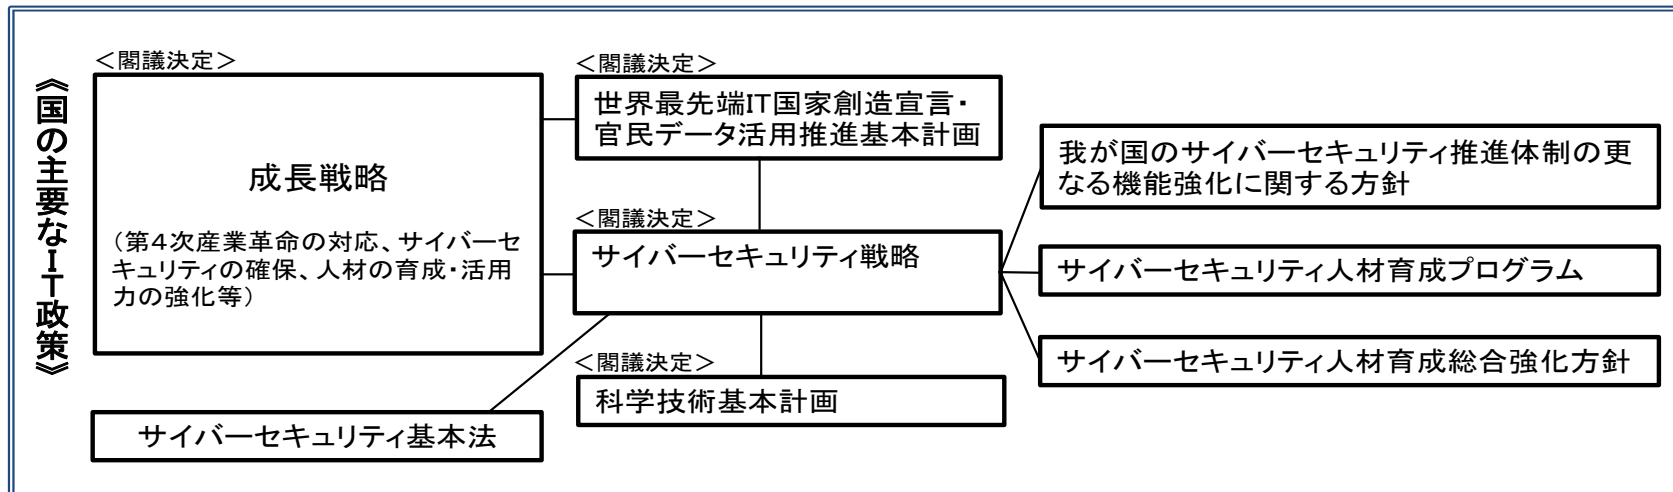 《国の主要なIT政策》
＜閣議決定＞
成長戦略
（第４次産業革命の対応、サイバーセ
キュリティの確保、人材の育成・活用
力の強化等）
サイバーセキュリティ基本法
＜閣議決定＞
世界最先端IT国家創造宣言・
官民データ活用推進基本計画
＜閣議決定＞
サイバーセキュリティ戦略
＜閣議決定＞
科学技術基本計画
我が国のサイバーセキュリティ推進体制の更
なる機能強化に関する方針
サイバーセキュリティ人材育成プログラム
サイバーセキュリティ人材育成総合強化方針